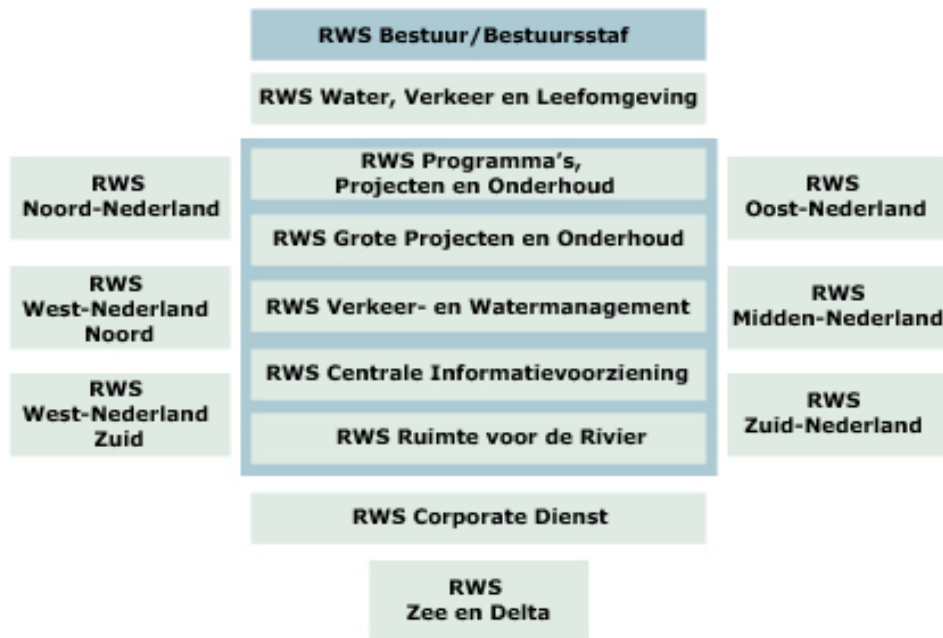 RWS Bestuur/Bestuursstaf
RWS Water, Verkeer en Leefomgeving
RWS Programma's,
Projecten en Onderhoud
RWS Grote Projecten en Onderhoud
RWS Verkeer- en Watermanagement
RWS Centrale Informatievoorziening
RWS Ruimte voor de Rivier
RWS
Noord-Nederland
RWS
West-Nederland
Noord
RWS
West-Nederland
Zuid
RWS
Oost-Nederland
RWS
Midden-Nederland
RWS
Zuid-Nederland
RWS Corporate Dienst
RWS
Zee en Delta